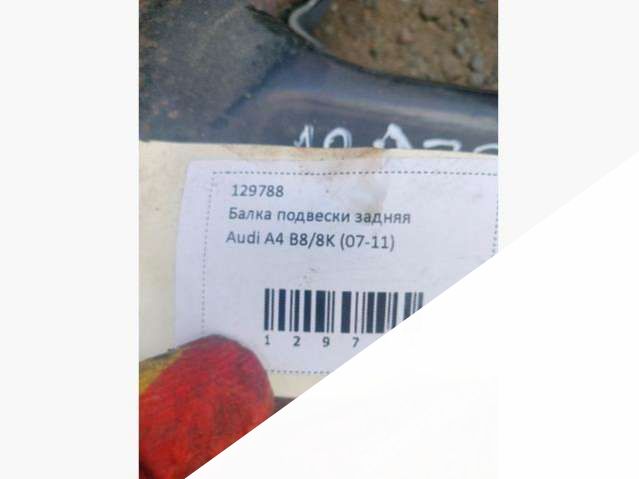 129788
Балка подвески задняя
Audi A4 B8/8K (07-11)
1 2 9 7